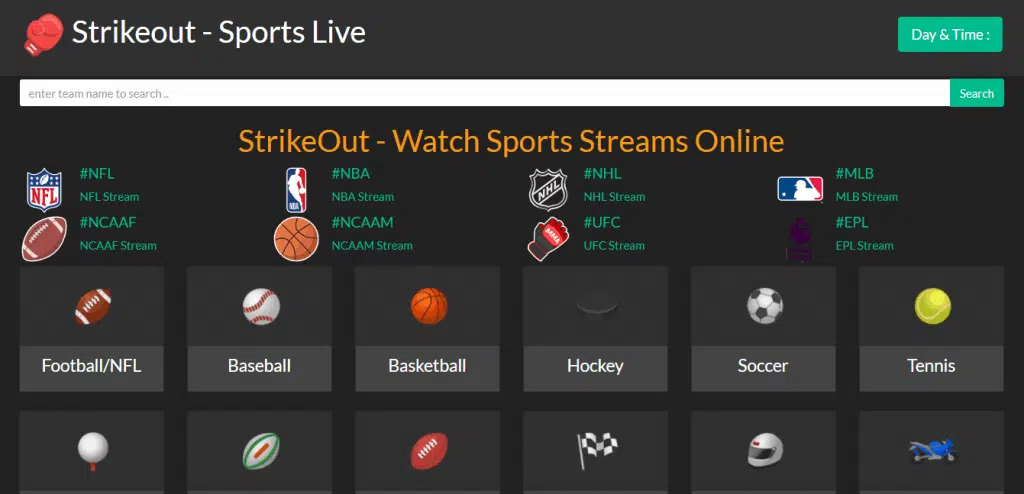 Strikeout - Sports Live
Day & Time :
enter team name to search ..
Search
StrikeOut - Watch Sports Streams Online
NFL
#NFL
NFL Stream
NBA
#NBA
NBA Stream
NHL
#NHL
NHL Stream
#MLB
MLB Stream
#NCAAF
NCAAF Stream
#NCAAM
NCAAM Stream
MMA
#UFC
UFC Stream
#EPL
EPL Stream
Football/NFL
Baseball
Basketball
Hockey
Soccer
Tennis